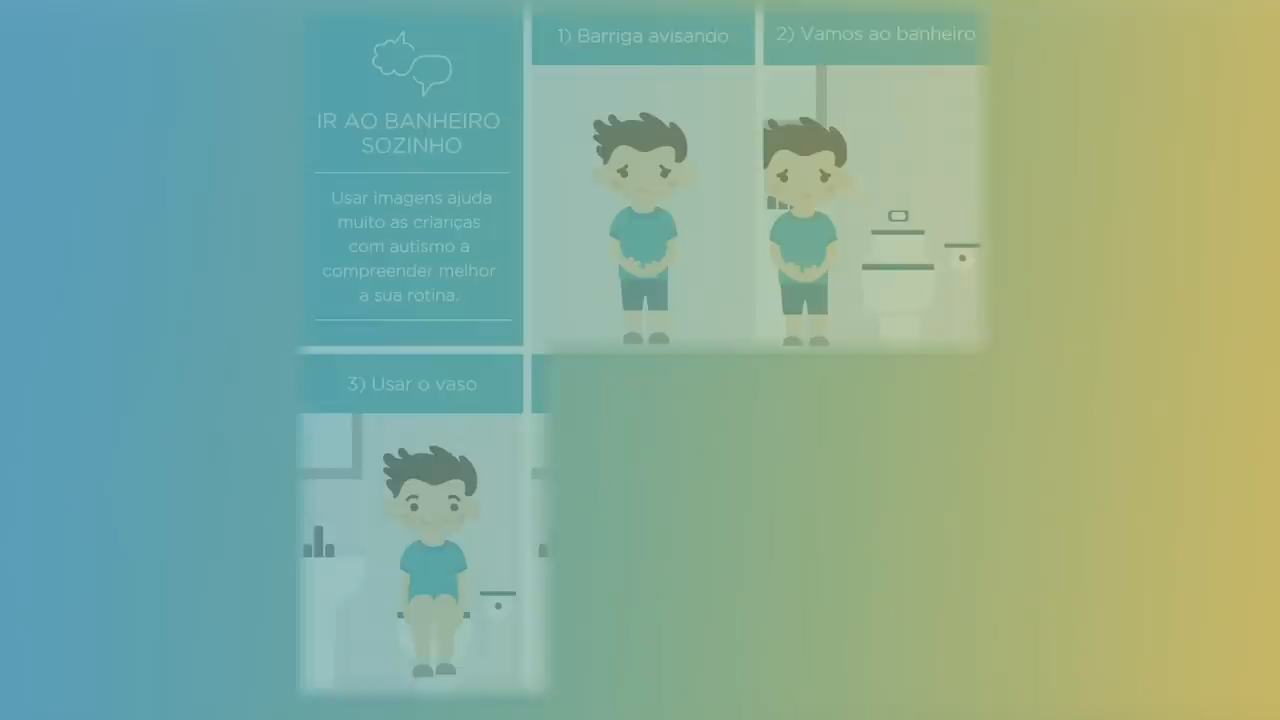 IR AO BANHEIRO
SOZINHO
Usar imagens ajuda
muito as crianças
com autismo a
compreender melhor
a sua rotina.
1) Barriga avisando
2) Vamos ao banheiro
3) Usar o vaso